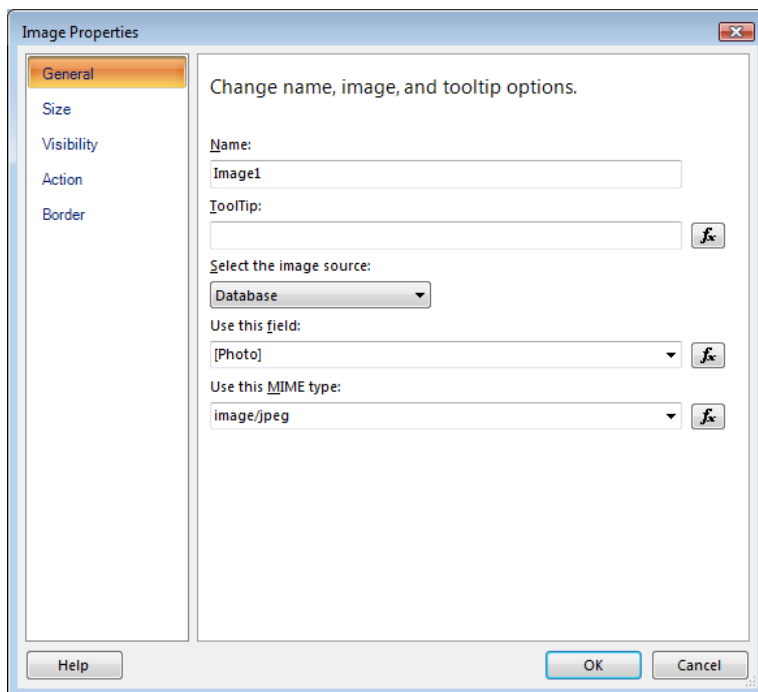 Image Properties
General
Size
Visibility
Action
Border
Change name, image, and tooltip options.
Name:
Image1
ToolTip:
fx
Select the image source:
Database
Use this field:
[Photo]
fx
Use this MIME type:
image/jpeg
fx
Help
OK
Cancel